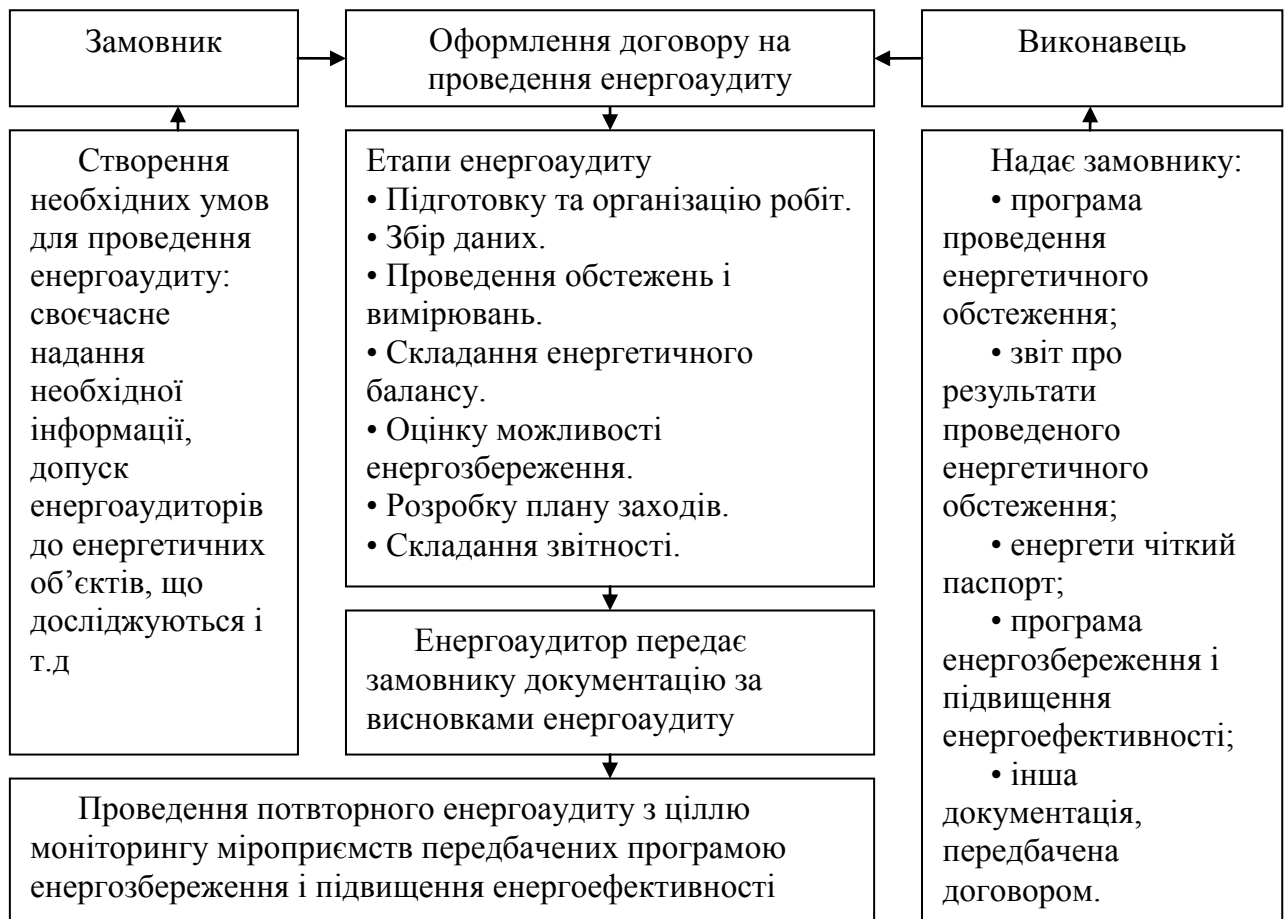 Замовник
Оформлення договору на
проведення енергоаудиту
Виконавець
Створення
необхідних умов
для проведення
енергоаудиту:
своєчасне
надання
необхідної
інформації,
допуск
енергоаудиторів
до енергетичних
об’єктів, що
досліджуються і
т.д
Етапи енергоаудиту
• Підготовку та організацію робіт.
• Збір даних.
• Проведення обстежень і
вимірювань.
• Складання енергетичного
балансу.
• Оцінку можливості
енергозбереження.
• Розробку плану заходів.
• Складання звітності.
Енергоаудитор передає
замовнику документацію за
висновками енергоаудиту
Проведення потвторного енергоаудиту з ціллю
моніторингу міроприємств передбачених програмою
енергозбереження і підвищення енергоефективності
Надає замовнику:
• програма
проведення
енергетичного
обстеження;
• звіт про
результати
проведеного
енергетичного
обстеження;
• енергети чіткий
паспорт;
• програма
енергозбереження і
підвищення
енергоефективності;
• інша
документація,
передбачена
договором.